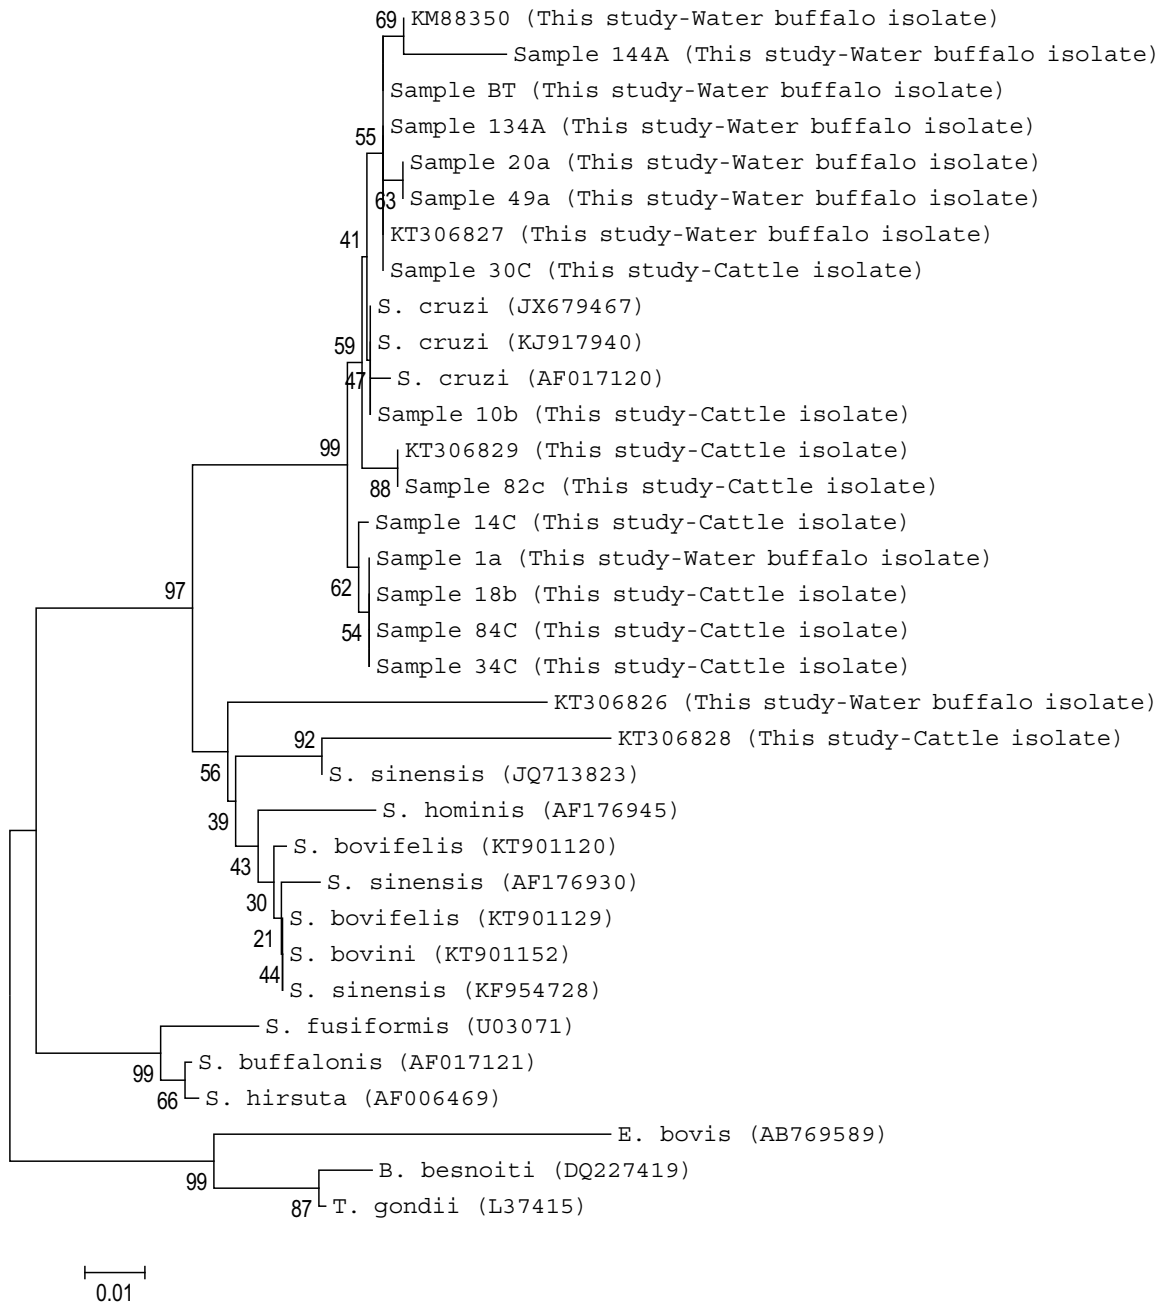 69 KM88350 (This study-Water buffalo isolate)
Sample 144A (This study-Water buffalo isolate)
Sample BT (This study-Water buffalo isolate)
55 Sample 134A (This study-Water buffalo isolate)
Sample 20a (This study-Water buffalo isolate)
63 Sample 49a (This study-Water buffalo isolate)
41 KT306827 (This study-Water buffalo isolate)
Sample 30C (This study-Cattle isolate)
S. cruzi (JX679467)
59 S. cruzi (KJ917940)
47 S. cruzi (AF017120)
Sample 10b (This study-Cattle isolate)
99 KT306829 (This study-Cattle isolate)
88 Sample 82c (This study-Cattle isolate)
Sample 14C (This study-Cattle isolate)
Sample 1a (This study-Water buffalo isolate)
97 62 Sample 18b (This study-Cattle isolate)
54 Sample 84C (This study-Cattle isolate)
Sample 34C (This study-Cattle isolate)
KT306826 (This study-Water buffalo isolate)
92 KT306828 (This study-Cattle isolate)
56 S. sinensis (JQ713823)
39 S. hominis (AF176945)
43 S. bovifelis (KT901120)
30 S. sinensis (AF176930)
21 S. bovifelis (KT901129)
S. bovini (KT901152)
44 S. sinensis (KF954728)
S. fusiformis (U03071)
99 S. buffalonis (AF017121)
66 S. hirsuta (AF006469)
E. bovis (AB769589)
99 B. besnoiti (DQ227419)
87 T. gondii (L37415)
0.01